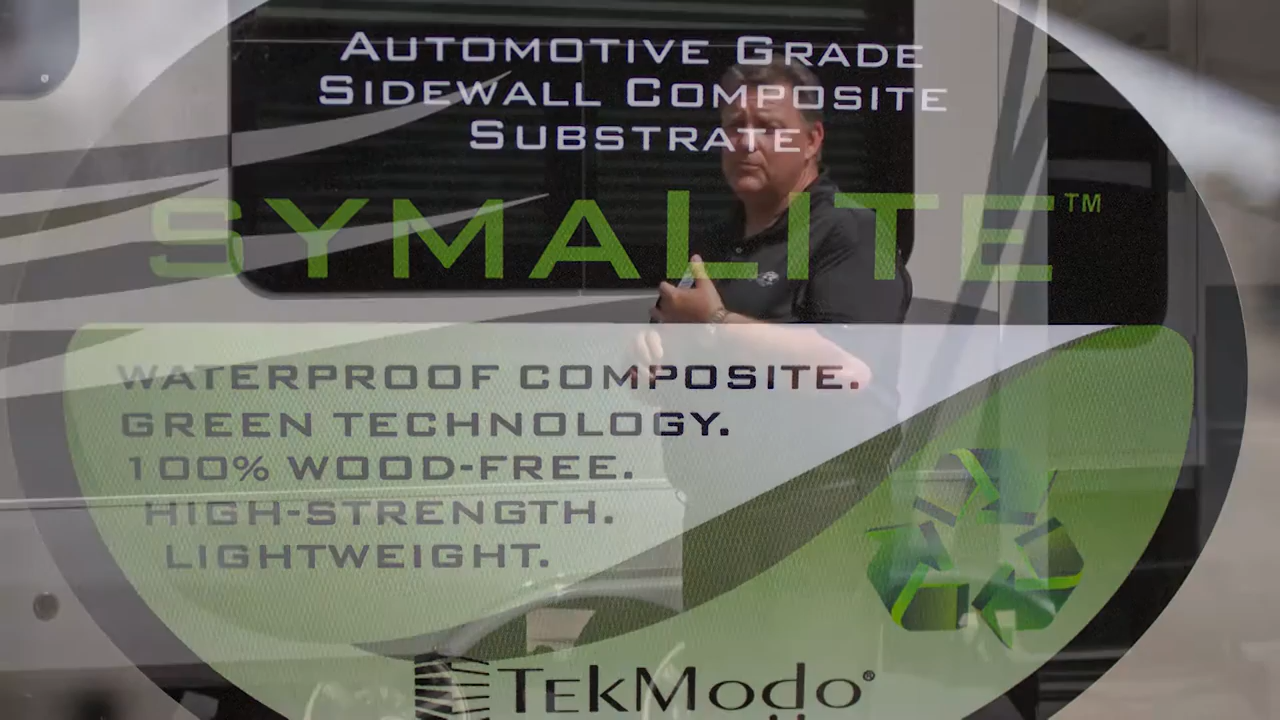 AUTOMOTIVE GRADE
SIDEWALL COMPOSITE
SUBSTRATE
SYMALITE™
WATERPROOF COMPOSITE.
GREEN TECHNOLOGY.
100% WOOD-FREE.
HIGH-STRENGTH.
LIGHTWEIGHT.
TEKMODO®